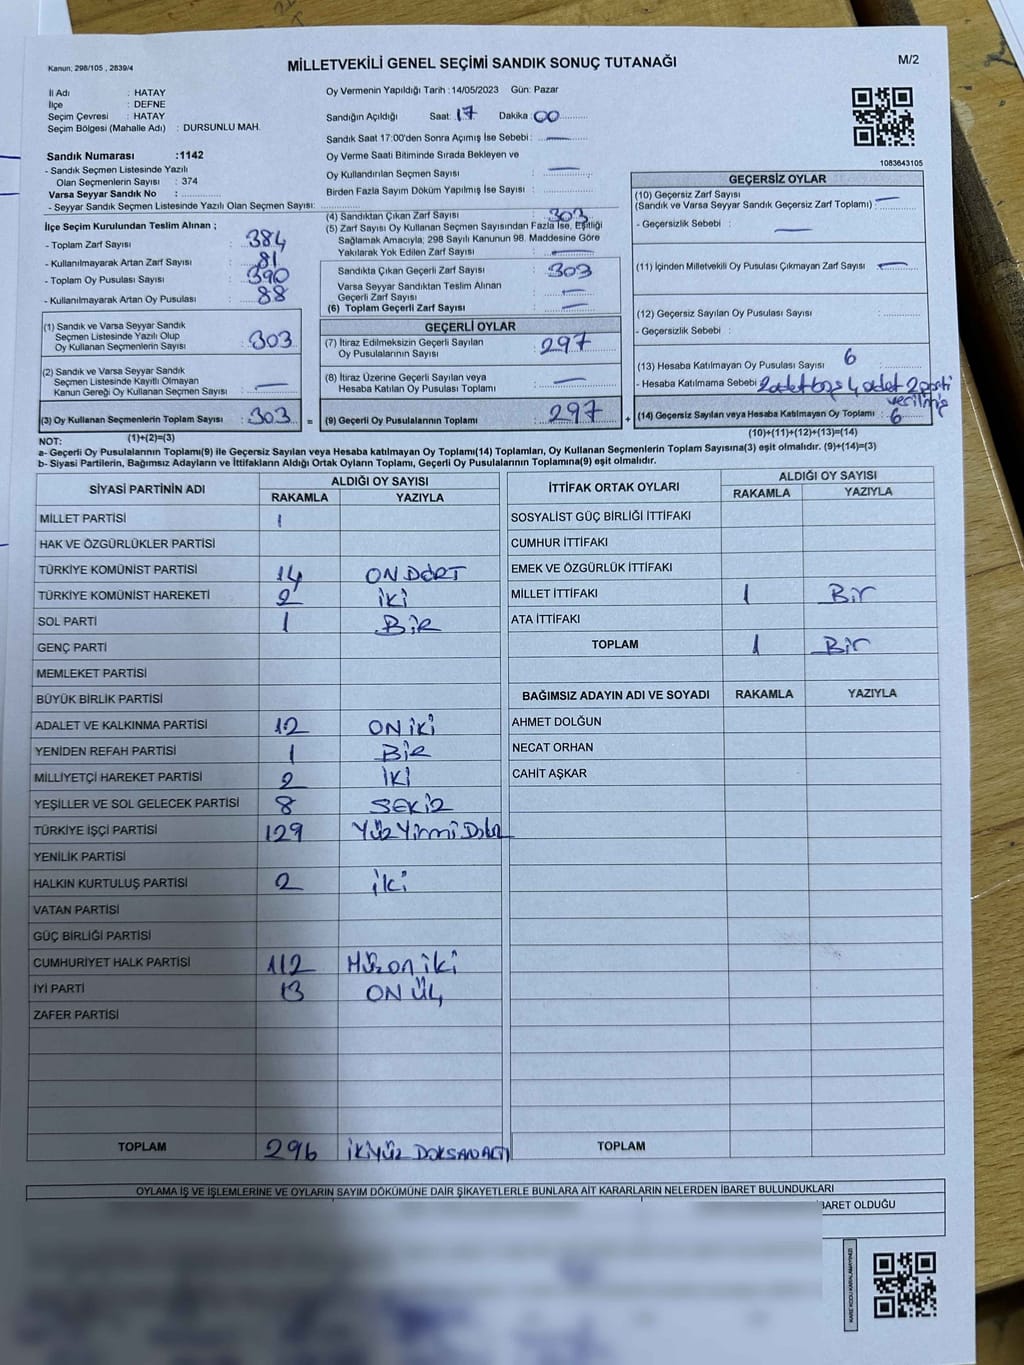 Kanun; 298/105 , 2839/4
MİLLETVEKİLİ GENEL SEÇİMİ SANDIK SONUÇ TUTANAĞI
M/2
İl Adı : HATAY
İlçe : DEFNE
Seçim Çevresi : HATAY
Seçim Bölgesi (Mahalle Adı) : DURSUNLU MAH.
Sandık Numarası :1142
- Sandık Seçmen Listesinde Yazılı
Olan Seçmenlerin Sayısı : 374
Varsa Seyyar Sandık No :
- Seyyar Sandık Seçmen Listesinde Yazılı Olan Seçmen Sayısı:
Oy Vermenin Yapıldığı Tarih : 14/05/2023 Gün: Pazar
Sandığın Açıldığı Saat: 17 Dakika : 00
Sandık Saat 17:00'den Sonra Açımış İse Sebebi : —
Oy Verme Saati Bitiminde Sırada Bekleyen ve
Oy Kullandırılan Seçmen Sayısı : —
Birden Fazla Sayım Döküm Yapılmış İse Sayısı :
1083643105
İlçe Seçim Kurulundan Teslim Alınan ;
- Toplam Zarf Sayısı : 384
- Kullanılmayarak Artan Zarf Sayısı : 81
- Toplam Oy Pusulası Sayısı : 390
- Kullanılmayarak Artan Oy Pusulası : 88
(1) Sandık ve Varsa Seyyar Sandık
Seçmen Listesinde Yazılı Olup
Oy Kullanan Seçmenlerin Sayısı : 303
(2) Sandık ve Varsa Seyyar Sandık
Seçmen Listesinde Kayıtlı Olmayan
Kanun Gereği Oy Kullanan Seçmen Sayısı : —
(3) Oy Kullanan Seçmenlerin Toplam Sayısı : 303 =
(4) Sandıktan Çıkan Zarf Sayısı : 303
(5) Zarf Sayısı Oy Kullanan Seçmen Sayısından Fazla İse, Eşitliği
Sağlamak Amacıyla; 298 Sayılı Kanunun 98. Maddesine Göre
Yakılarak Yok Edilen Zarf Sayısı : —
Sandıkta Çıkan Geçerli Zarf Sayısı : 303
Varsa Seyyar Sandıktan Teslim Alınan
Geçerli Zarf Sayısı : —
(6) Toplam Geçerli Zarf Sayısı : —
GEÇERLİ OYLAR
(7) İtiraz Edilmeksizin Geçerli Sayılan
Oy Pusulalarının Sayısı : 297
(8) İtiraz Üzerine Geçerli Sayılan veya
Hesaba Katılan Oy Pusulası Toplamı : —
(9) Geçerli Oy Pusulalarının Toplamı : 297 +
GEÇERSİZ OYLAR
(10) Geçersiz Zarf Sayısı
(Sandık ve Varsa Seyyar Sandık Geçersiz Zarf Toplamı) : —
- Geçersizlik Sebebi : —
(11) İçinden Milletvekili Oy Pusulası Çıkmayan Zarf Sayısı : —
(12) Geçersiz Sayılan Oy Pusulası Sayısı :
- Geçersizlik Sebebi :
(13) Hesaba Katılmayan Oy Pusulası Sayısı : 6
- Hesaba Katılmama Sebebi : 2 adet boş 4 adet 2 parti
verilmiş
(14) Geçersiz Sayılan veya Hesaba Katılmayan Oy Toplamı : 6
NOT: (1)+(2)=(3)
(10)+(11)+(12)+(13)=(14)
a- Geçerli Oy Pusulalarının Toplamı(9) ile Geçersiz Sayılan veya Hesaba katılmayan Oy Toplamı(14) Toplamları, Oy Kullanan Seçmenlerin Toplam Sayısına(3) eşit olmalıdır. (9)+(14)=(3)
b- Siyasi Partilerin, Bağımsız Adayların ve İttifakların Aldığı Ortak Oyların Toplamı, Geçerli Oy Pusulalarının Toplamına(9) eşit olmalıdır.
SİYASİ PARTİNİN ADI ALDIĞI OY SAYISI
RAKAMLA YAZIYLA
MİLLET PARTİSİ 1
HAK VE ÖZGÜRLÜKLER PARTİSİ
TÜRKİYE KOMÜNİST PARTİSİ 14 ON DÖRT
TÜRKİYE KOMÜNİST HAREKETİ 2 İKİ
SOL PARTİ 1 BİR
GENÇ PARTİ
MEMLEKET PARTİSİ
BÜYÜK BİRLİK PARTİSİ
ADALET VE KALKINMA PARTİSİ 12 ON İKİ
YENİDEN REFAH PARTİSİ 1 BİR
MİLLİYETÇİ HAREKET PARTİSİ 2 İKİ
YEŞİLLER VE SOL GELECEK PARTİSİ 8 SEKİZ
TÜRKİYE İŞÇİ PARTİSİ 129 Yüz Yirmi
YENİLİK PARTİSİ
HALKIN KURTULUŞ PARTİSİ 2 İki
VATAN PARTİSİ
GÜÇ BİRLİĞİ PARTİSİ
CUMHURİYET HALK PARTİSİ 112 on iki
İYİ PARTİ 13 ON ÜÇ
ZAFER PARTİSİ
TOPLAM 296 İKİYÜZ DOKSANALTI
İTTİFAK ORTAK OYLARI ALDIĞI OY SAYISI
RAKAMLA YAZIYLA
SOSYALİST GÜÇ BİRLİĞİ İTTİFAKI
CUMHUR İTTİFAKI
EMEK VE ÖZGÜRLÜK İTTİFAKI
MİLLET İTTİFAKI 1 Bir
ATA İTTİFAKI
TOPLAM 1 Bir
BAĞIMSIZ ADAYIN ADI VE SOYADI RAKAMLA YAZIYLA
AHMET DOLĞUN
NECAT ORHAN
CAHİT AŞKAR
TOPLAM
OYLAMA İŞ VE İŞLEMLERİNE VE OYLARIN SAYIM DÖKÜMÜNE DAİR ŞİKAYETLERLE BUNLARA AİT KARARLARIN NELERDEN İBARET BULUNDUKLARI
BARET OLDUĞU
KARE KODU KARALAMAYINIZ!